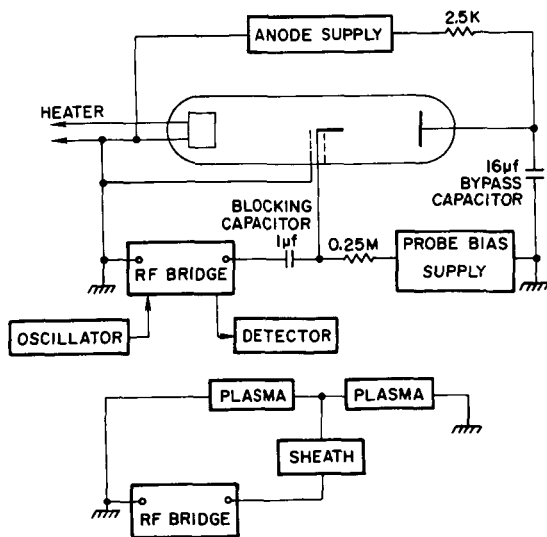 ANODE SUPPLY
2.5K
HEATER
16μf
BYPASS
CAPACITOR
BLOCKING
CAPACITOR
1μf
0.25M
PROBE BIAS
SUPPLY
RF BRIDGE
OSCILLATOR
DETECTOR
PLASMA
PLASMA
SHEATH
RF BRIDGE